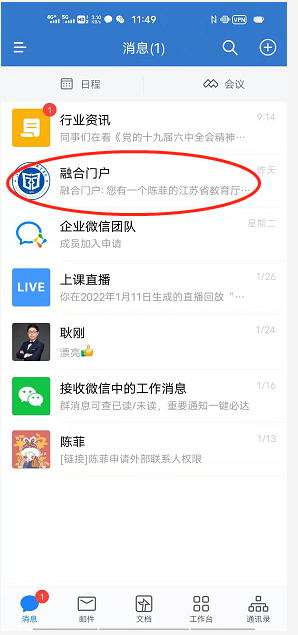 4G+ 5G HD 3.10 KB/s 11:49 VPN
消息(1)
日程 会议
1
行业资讯 9:14
同事们在看《党的十九届六中全会精神…
融合门户 昨天
融合门户: 您有一个陈菲的江苏省教育厅…
企业微信团队 星期二
成员加入申请
LIVE
上课直播 1/26
你在2022年1月11日生成的直播回放“…
耿刚 1/24
漂亮👍
接收微信中的工作消息 1/16
群消息可查已读/未读，重要通知一键必达
陈菲 1/13
[链接]陈菲申请外部联系人权限
1
消息 邮件 文档 工作台 通讯录